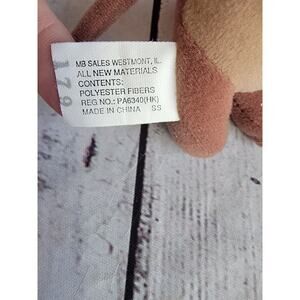 MB SALES WESTMONT, IL.
ALL NEW MATERIALS
CONTENTS:
POLYESTER FIBERS
REG NO.: PA6340(HK)
MADE IN CHINA SS